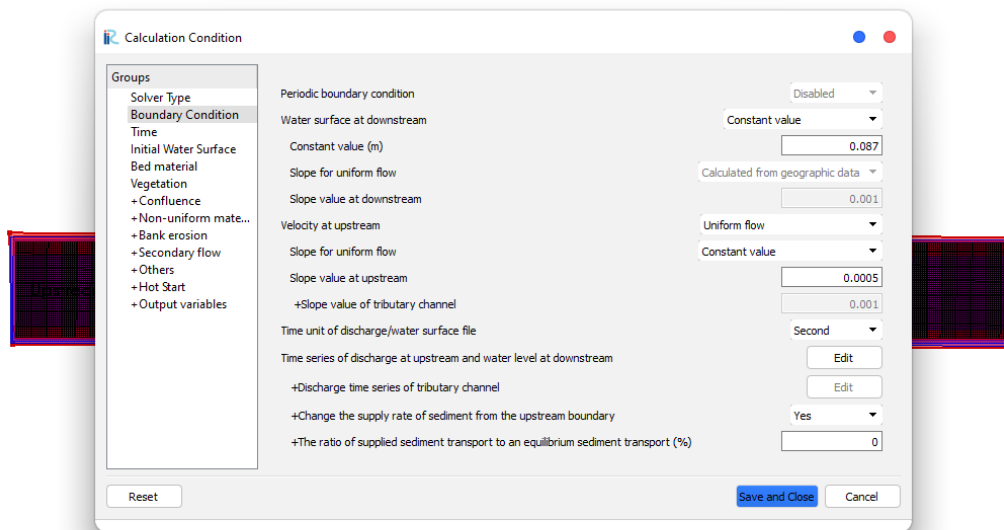 Calculation Condition
Groups
Solver Type
Boundary Condition
Time
Initial Water Surface
Bed material
Vegetation
+Confluence
+Non-uniform mate...
+Bank erosion
+Secondary flow
+Others
+Hot Start
+Output variables
Periodic boundary condition Disabled
Water surface at downstream Constant value
Constant value (m) 0.087
Slope for uniform flow Calculated from geographic data
Slope value at downstream 0.001
Velocity at upstream Uniform flow
Slope for uniform flow Constant value
Slope value at upstream 0.0005
+Slope value of tributary channel 0.001
Time unit of discharge/water surface file Second
Time series of discharge at upstream and water level at downstream Edit
+Discharge time series of tributary channel Edit
+Change the supply rate of sediment from the upstream boundary Yes
+The ratio of supplied sediment transport to an equilibrium sediment transport (%) 0
Reset Save and Close Cancel